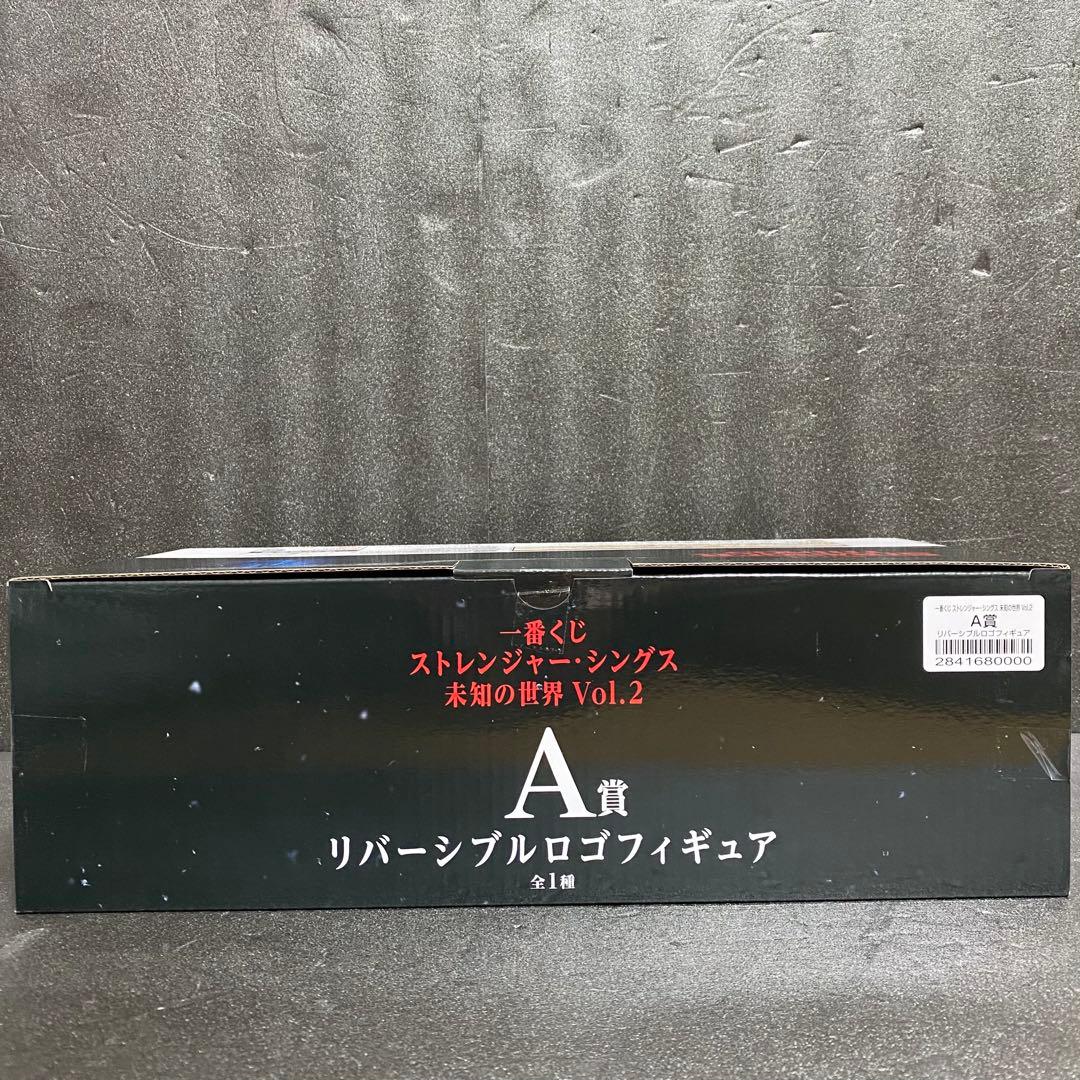 一番くじ
ストレンジャー・シングス
未知の世界 Vol.2
A賞
リバーシブルロゴフィギュア
全1種
一番くじ ストレンジャー・シングス 未知の世界 Vol.2
A賞
リバーシブルロゴフィギュア
2841680000